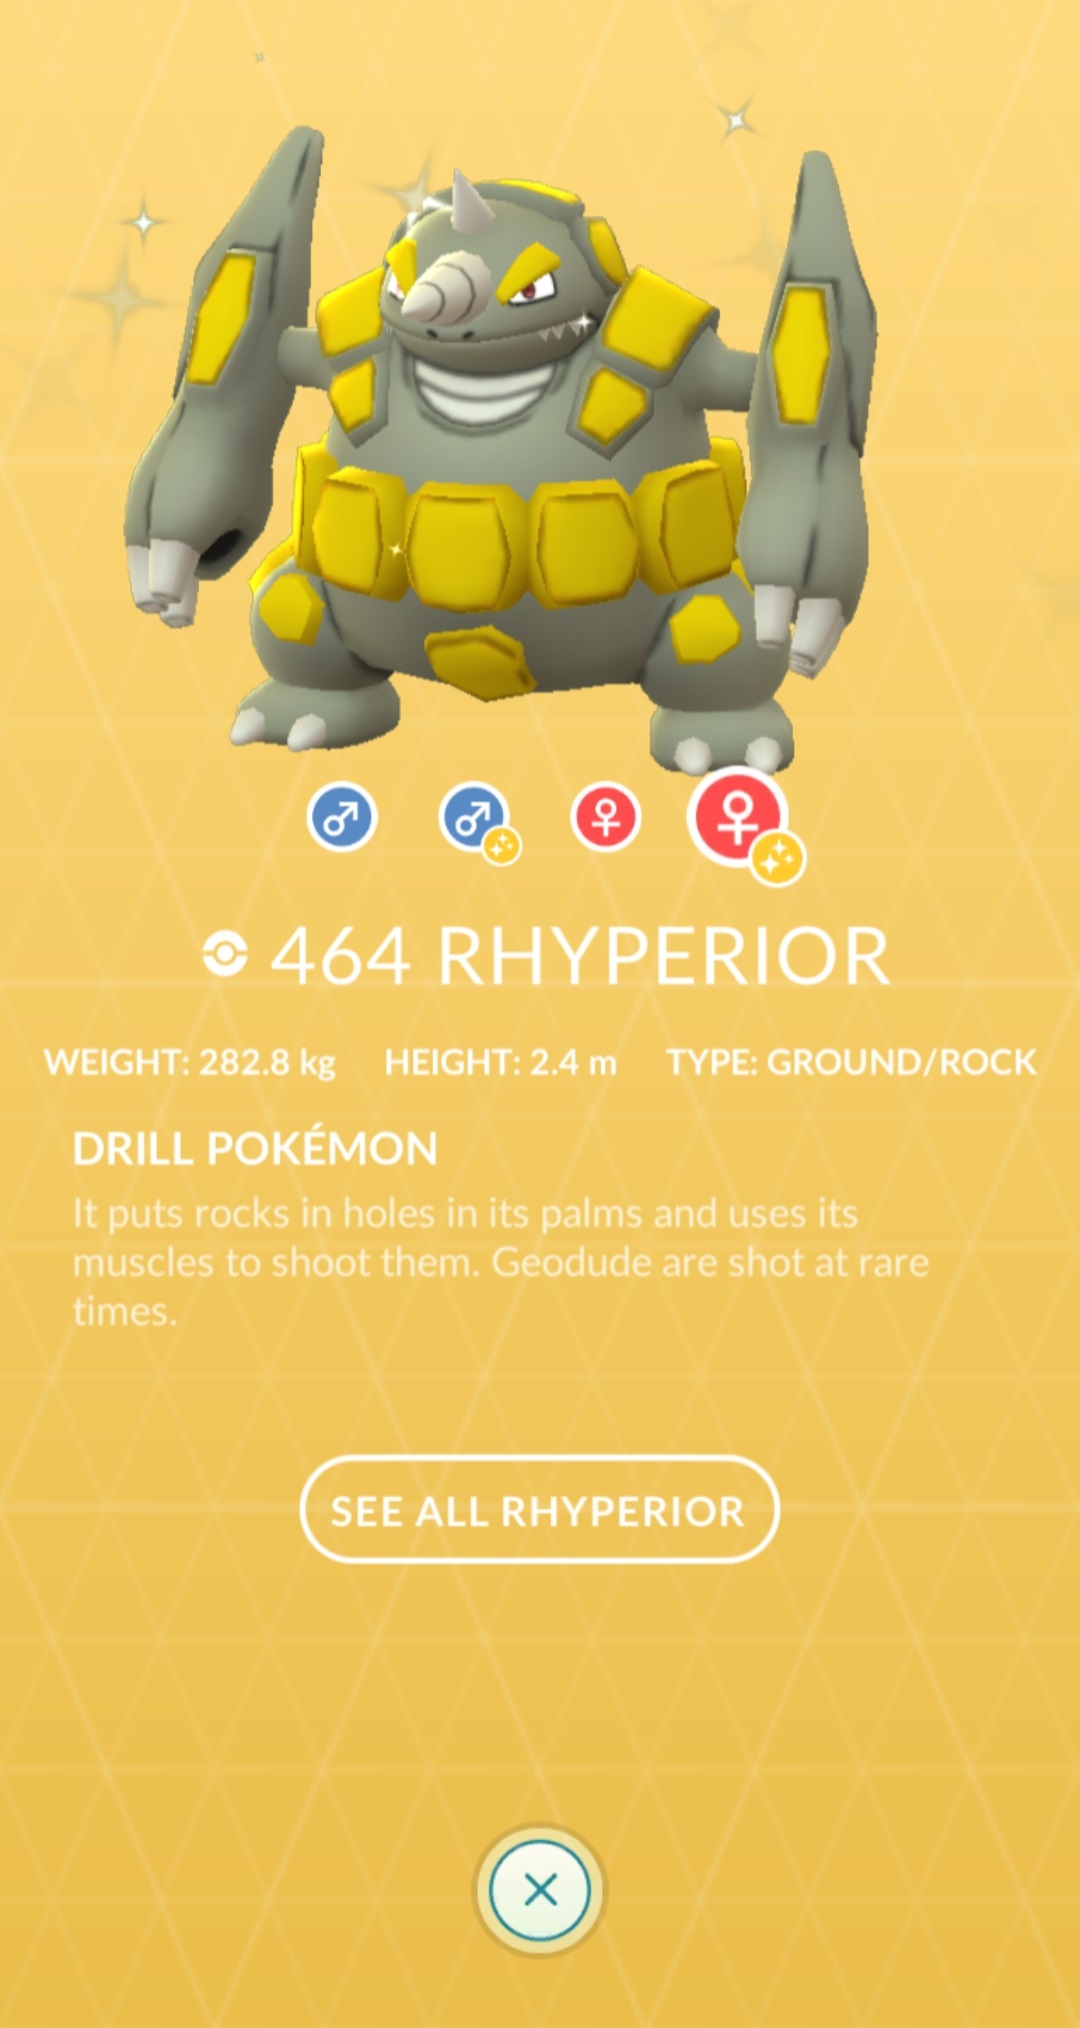 464 RHYPERIOR
WEIGHT: 282.8 kg HEIGHT: 2.4 m TYPE: GROUND/ROCK
DRILL POKÉMON
It puts rocks in holes in its palms and uses its
muscles to shoot them. Geodude are shot at rare
times.
SEE ALL RHYPERIOR